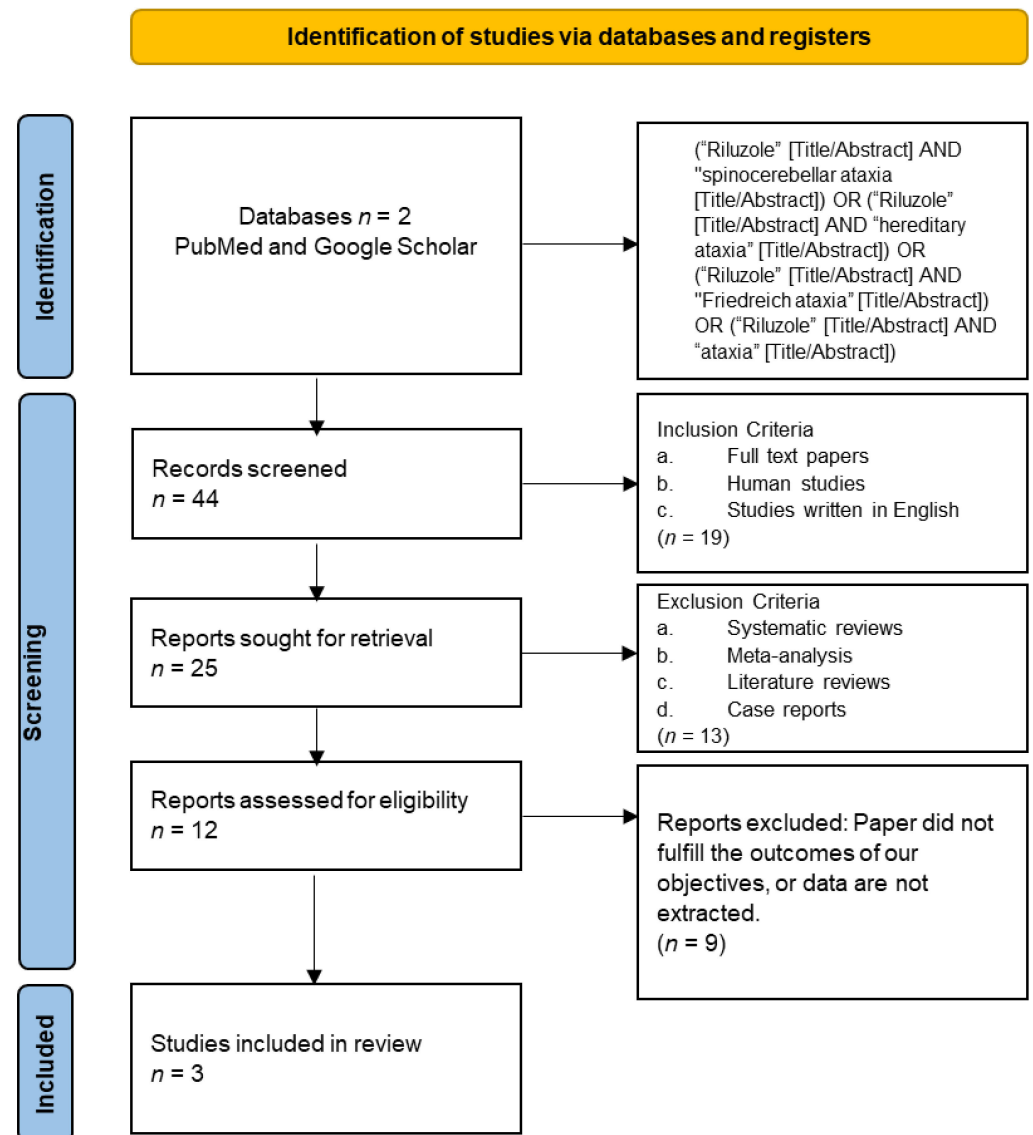 Identification of studies via databases and registers
Identification
Databases n = 2
PubMed and Google Scholar
(“Riluzole” [Title/Abstract] AND
"spinocerebellar ataxia
[Title/Abstract]) OR (“Riluzole”
[Title/Abstract] AND “hereditary
ataxia” [Title/Abstract]) OR
(“Riluzole” [Title/Abstract] AND
"Friedreich ataxia” [Title/Abstract])
OR (“Riluzole” [Title/Abstract] AND
“ataxia” [Title/Abstract])
Screening
Records screened
n = 44
Inclusion Criteria
a. Full text papers
b. Human studies
c. Studies written in English
(n = 19)
Reports sought for retrieval
n = 25
Exclusion Criteria
a. Systematic reviews
b. Meta-analysis
c. Literature reviews
d. Case reports
(n = 13)
Reports assessed for eligibility
n = 12
Reports excluded: Paper did not
fulfill the outcomes of our
objectives, or data are not
extracted.
(n = 9)
Included
Studies included in review
n = 3